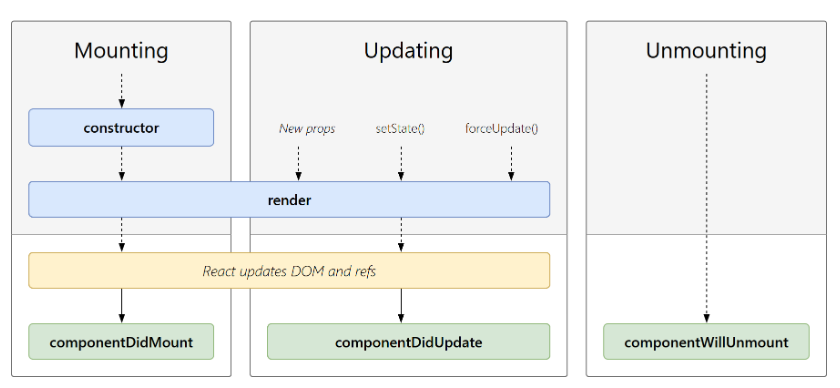 Mounting
Updating
Unmounting
constructor
New props
setState()
forceUpdate()
render
React updates DOM and refs
componentDidMount
componentDidUpdate
componentWillUnmount